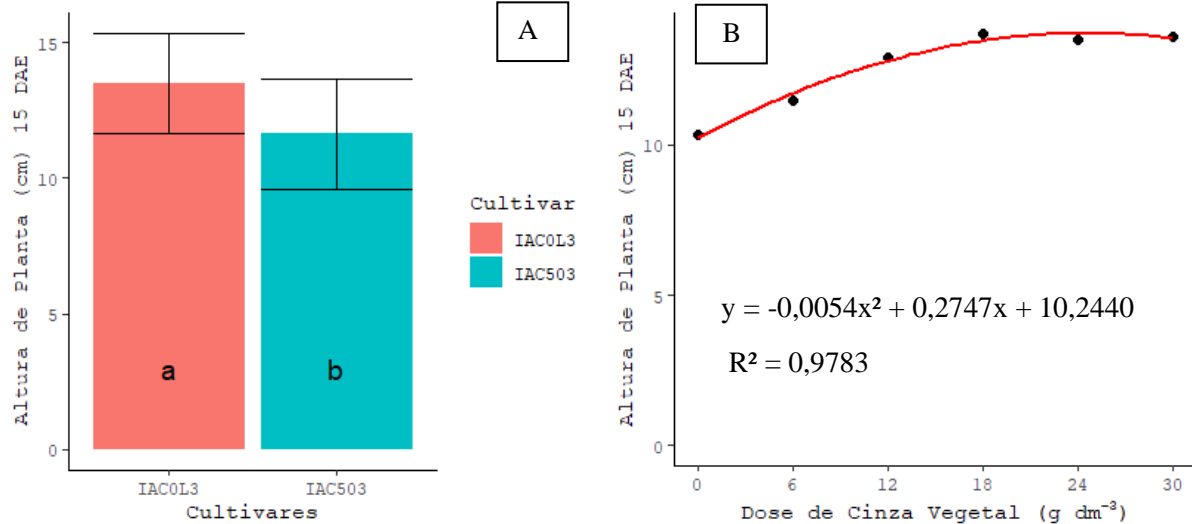 A
Altura de Planta (cm) 15 DAE
15
10
5
0
a
b
IAC0L3
IAC503
Cultivares
Cultivar
IAC0L3
IAC503
B
Altura de Planta (cm) 15 DAE
10
5
0
y = -0,0054x² + 0,2747x + 10,2440
R² = 0,9783
0 6 12 18 24 30
Dose de Cinza Vegetal (g dm⁻³)